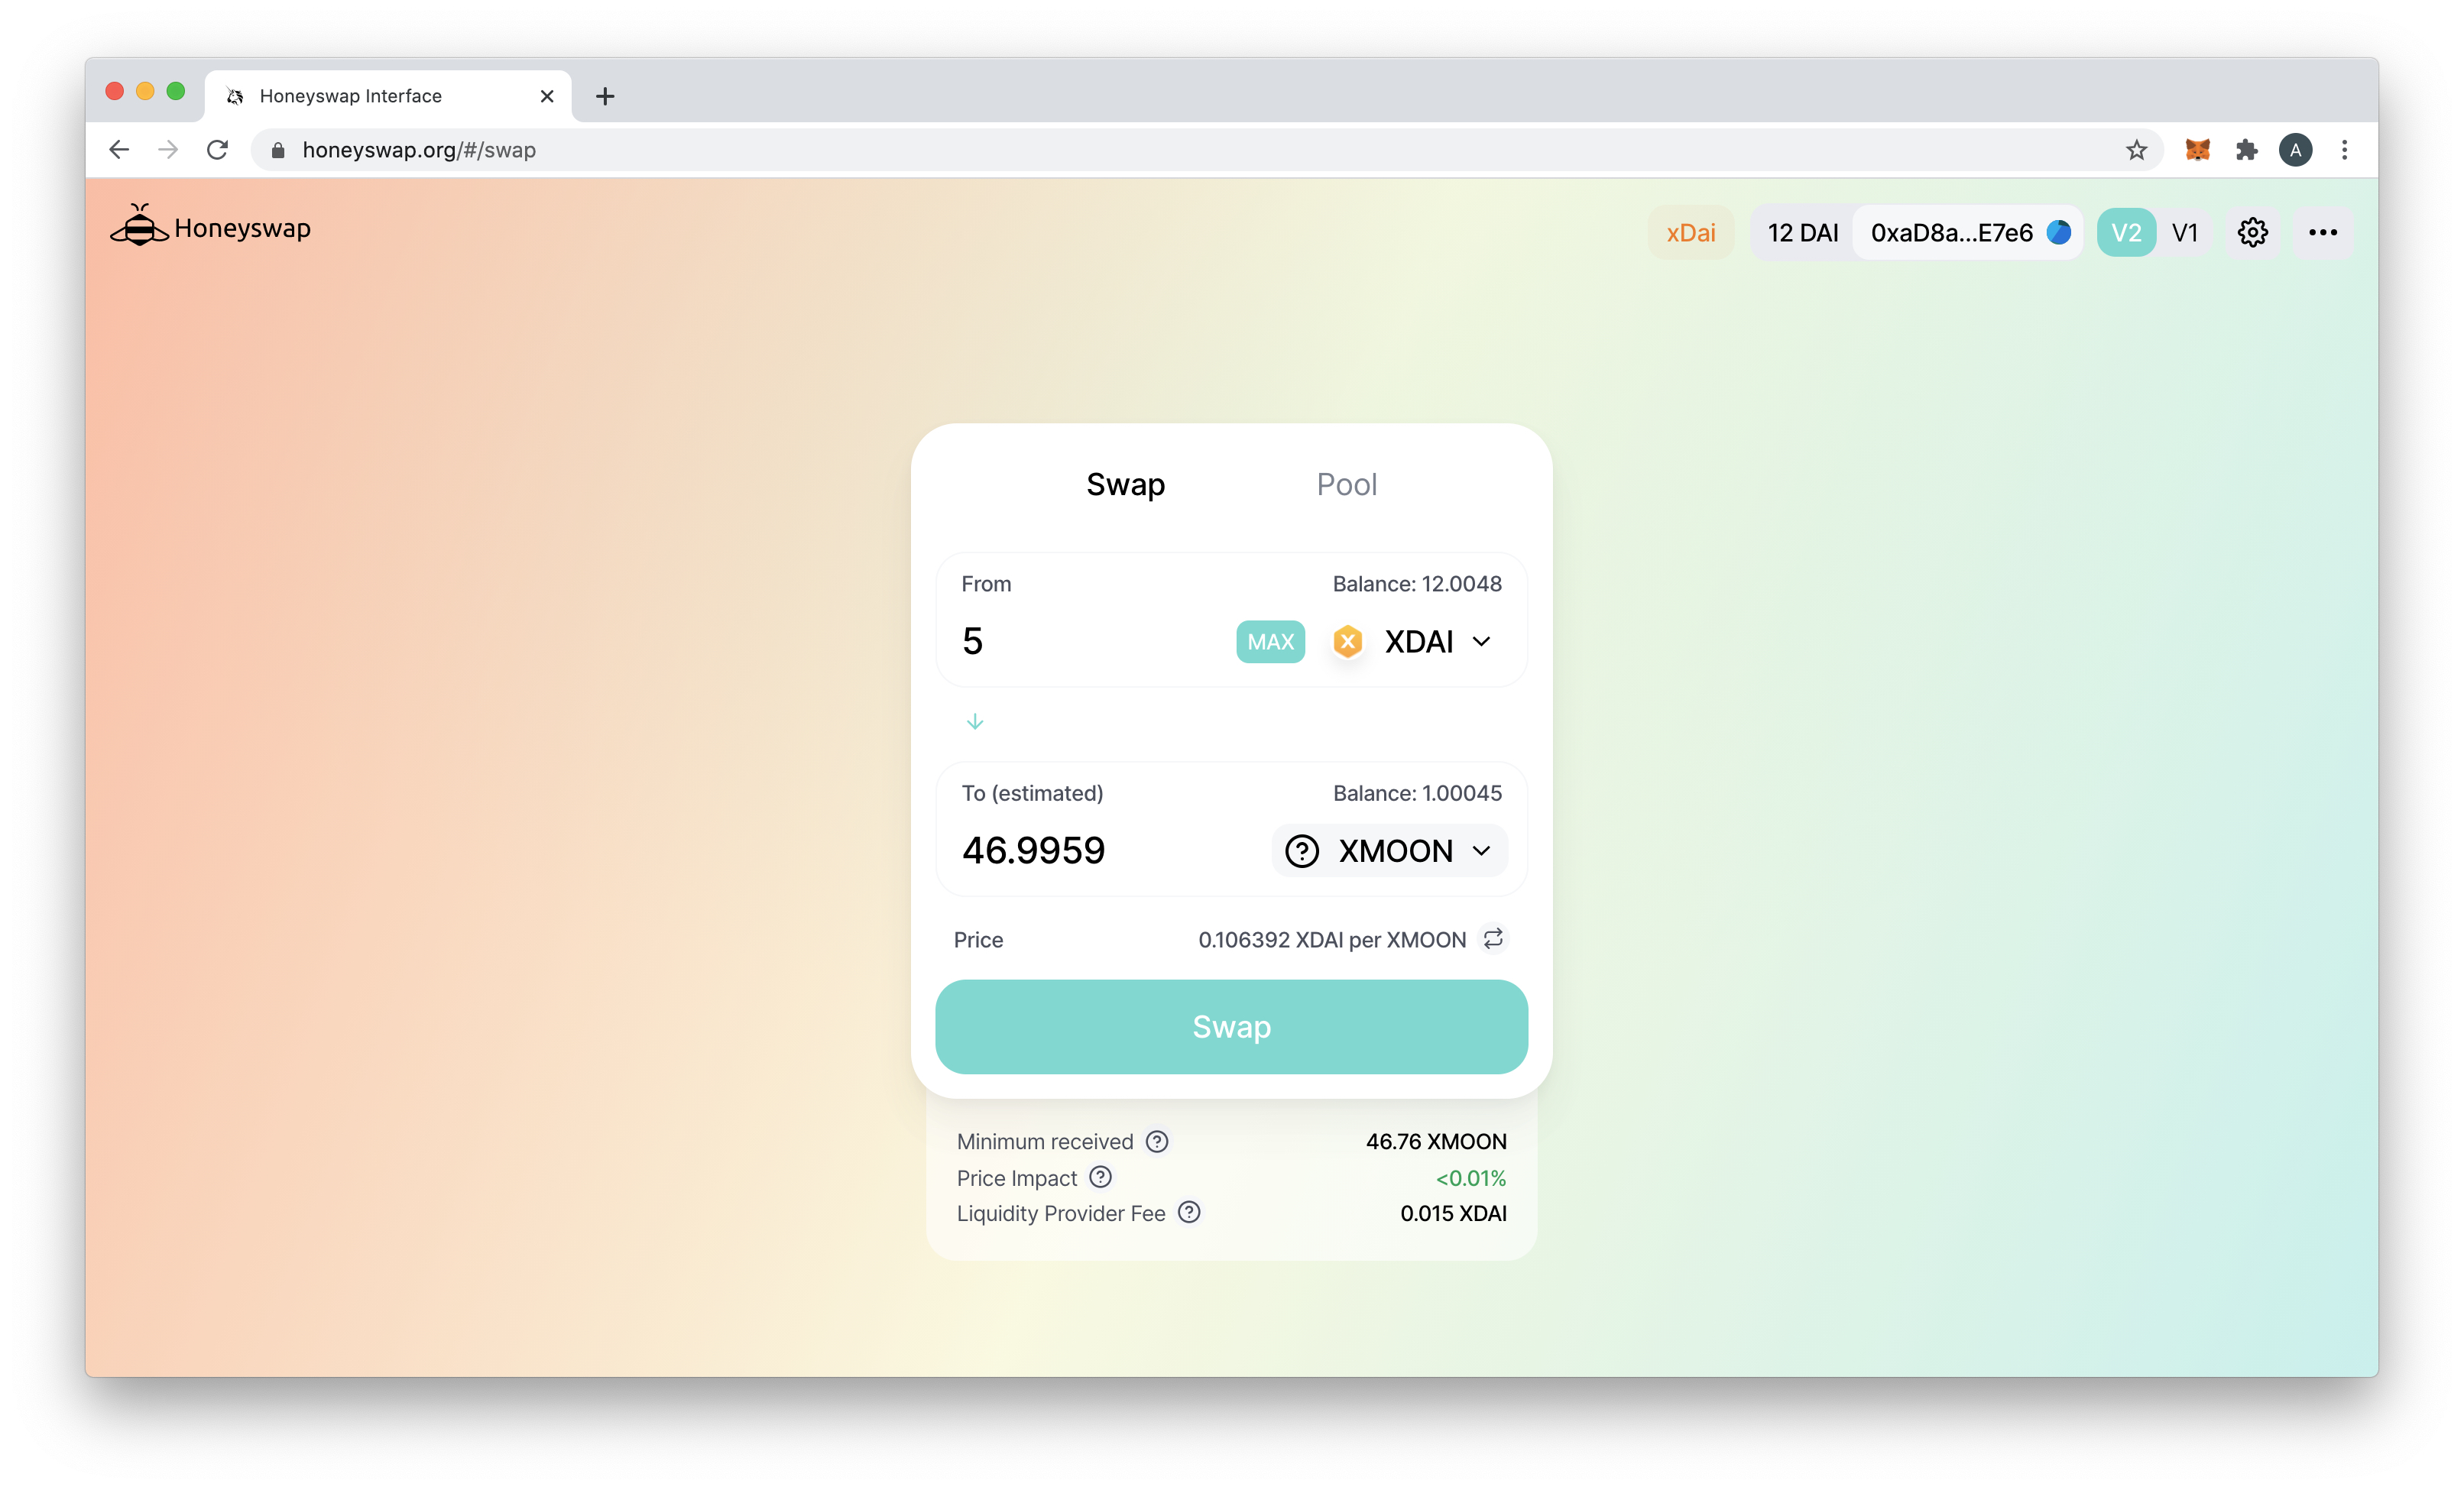 Honeyswap Interface
honeyswap.org/#/swap
A
Honeyswap
xDai
12 DAI
0xaD8a...E7e6
V2
V1
Swap
Pool
From
Balance: 12.0048
5
MAX
XDAI
To (estimated)
Balance: 1.00045
46.9959
XMOON
Price
0.106392 XDAI per XMOON
Swap
Minimum received
46.76 XMOON
Price Impact
<0.01%
Liquidity Provider Fee
0.015 XDAI